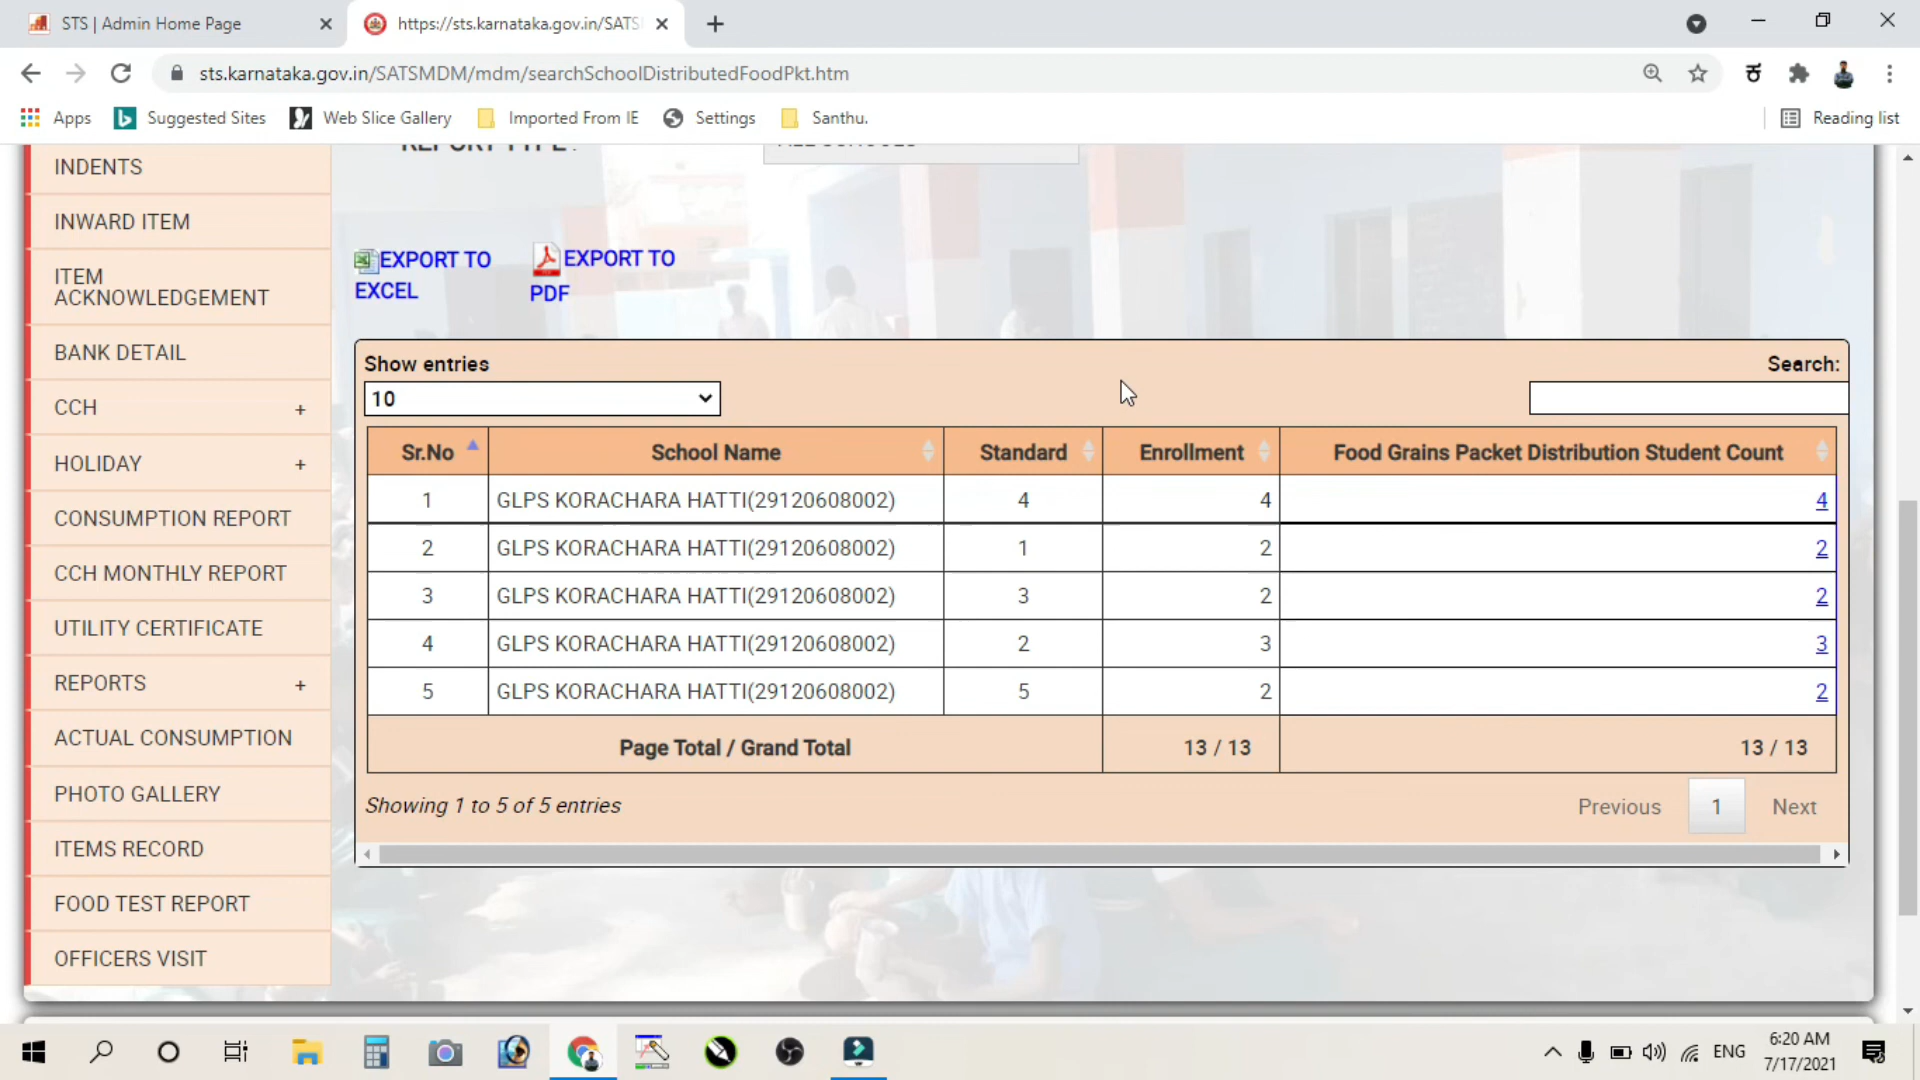 STS | Admin Home Page
https://sts.karnataka.gov.in/SATS
sts.karnataka.gov.in/SATSMDM/mdm/searchSchoolDistributedFoodPkt.htm
Apps
Suggested Sites
Web Slice Gallery
Imported From IE
Settings
Santhu.
Reading list
REPORT TYPE :
ALL SCHOOLS
INDENTS
INWARD ITEM
ITEM
ACKNOWLEDGEMENT
BANK DETAIL
CCH +
HOLIDAY +
CONSUMPTION REPORT
CCH MONTHLY REPORT
UTILITY CERTIFICATE
REPORTS +
ACTUAL CONSUMPTION
PHOTO GALLERY
ITEMS RECORD
FOOD TEST REPORT
OFFICERS VISIT
EXPORT TO
EXCEL
EXPORT TO
PDF
Show entries
10
Search:
Sr.No School Name Standard Enrollment Food Grains Packet Distribution Student Count
1 GLPS KORACHARA HATTI(29120608002) 4 4 4
2 GLPS KORACHARA HATTI(29120608002) 1 2 2
3 GLPS KORACHARA HATTI(29120608002) 3 2 2
4 GLPS KORACHARA HATTI(29120608002) 2 3 3
5 GLPS KORACHARA HATTI(29120608002) 5 2 2
Page Total / Grand Total 13 / 13 13 / 13
Showing 1 to 5 of 5 entries
Previous 1 Next
ENG
6:20 AM
7/17/2021